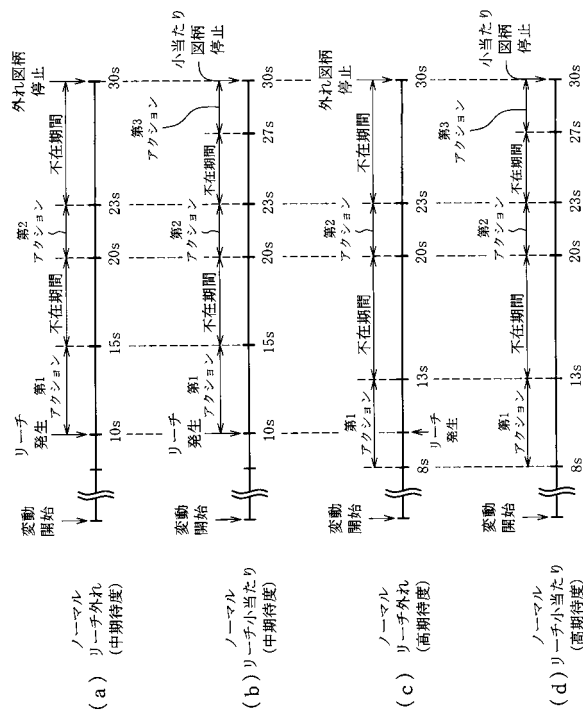 【図41】
ノーマル
リーチ外れ
(中期待度)
(a)
変動
開始
リーチ
発生
第1
アクション
不在期間
第2
アクション
不在期間
外れ図柄
停止
10s
15s
20s
23s
30s
ノーマル
リーチ小当たり
(中期待度)
(b)
変動
開始
リーチ
発生
第1
アクション
不在期間
第2
アクション
不在期間
第3
アクション
小当たり
図柄
停止
10s
15s
20s
23s
27s
30s
ノーマル
リーチ外れ
(高期待度)
(c)
変動
開始
第1
アクション
リーチ
発生
不在期間
第2
アクション
不在期間
外れ図柄
停止
8s
13s
20s
23s
30s
ノーマル
リーチ小当たり
(高期待度)
(d)
変動
開始
第1
アクション
不在期間
第2
アクション
不在期間
第3
アクション
小当たり
図柄
停止
8s
13s
20s
23s
27s
30s